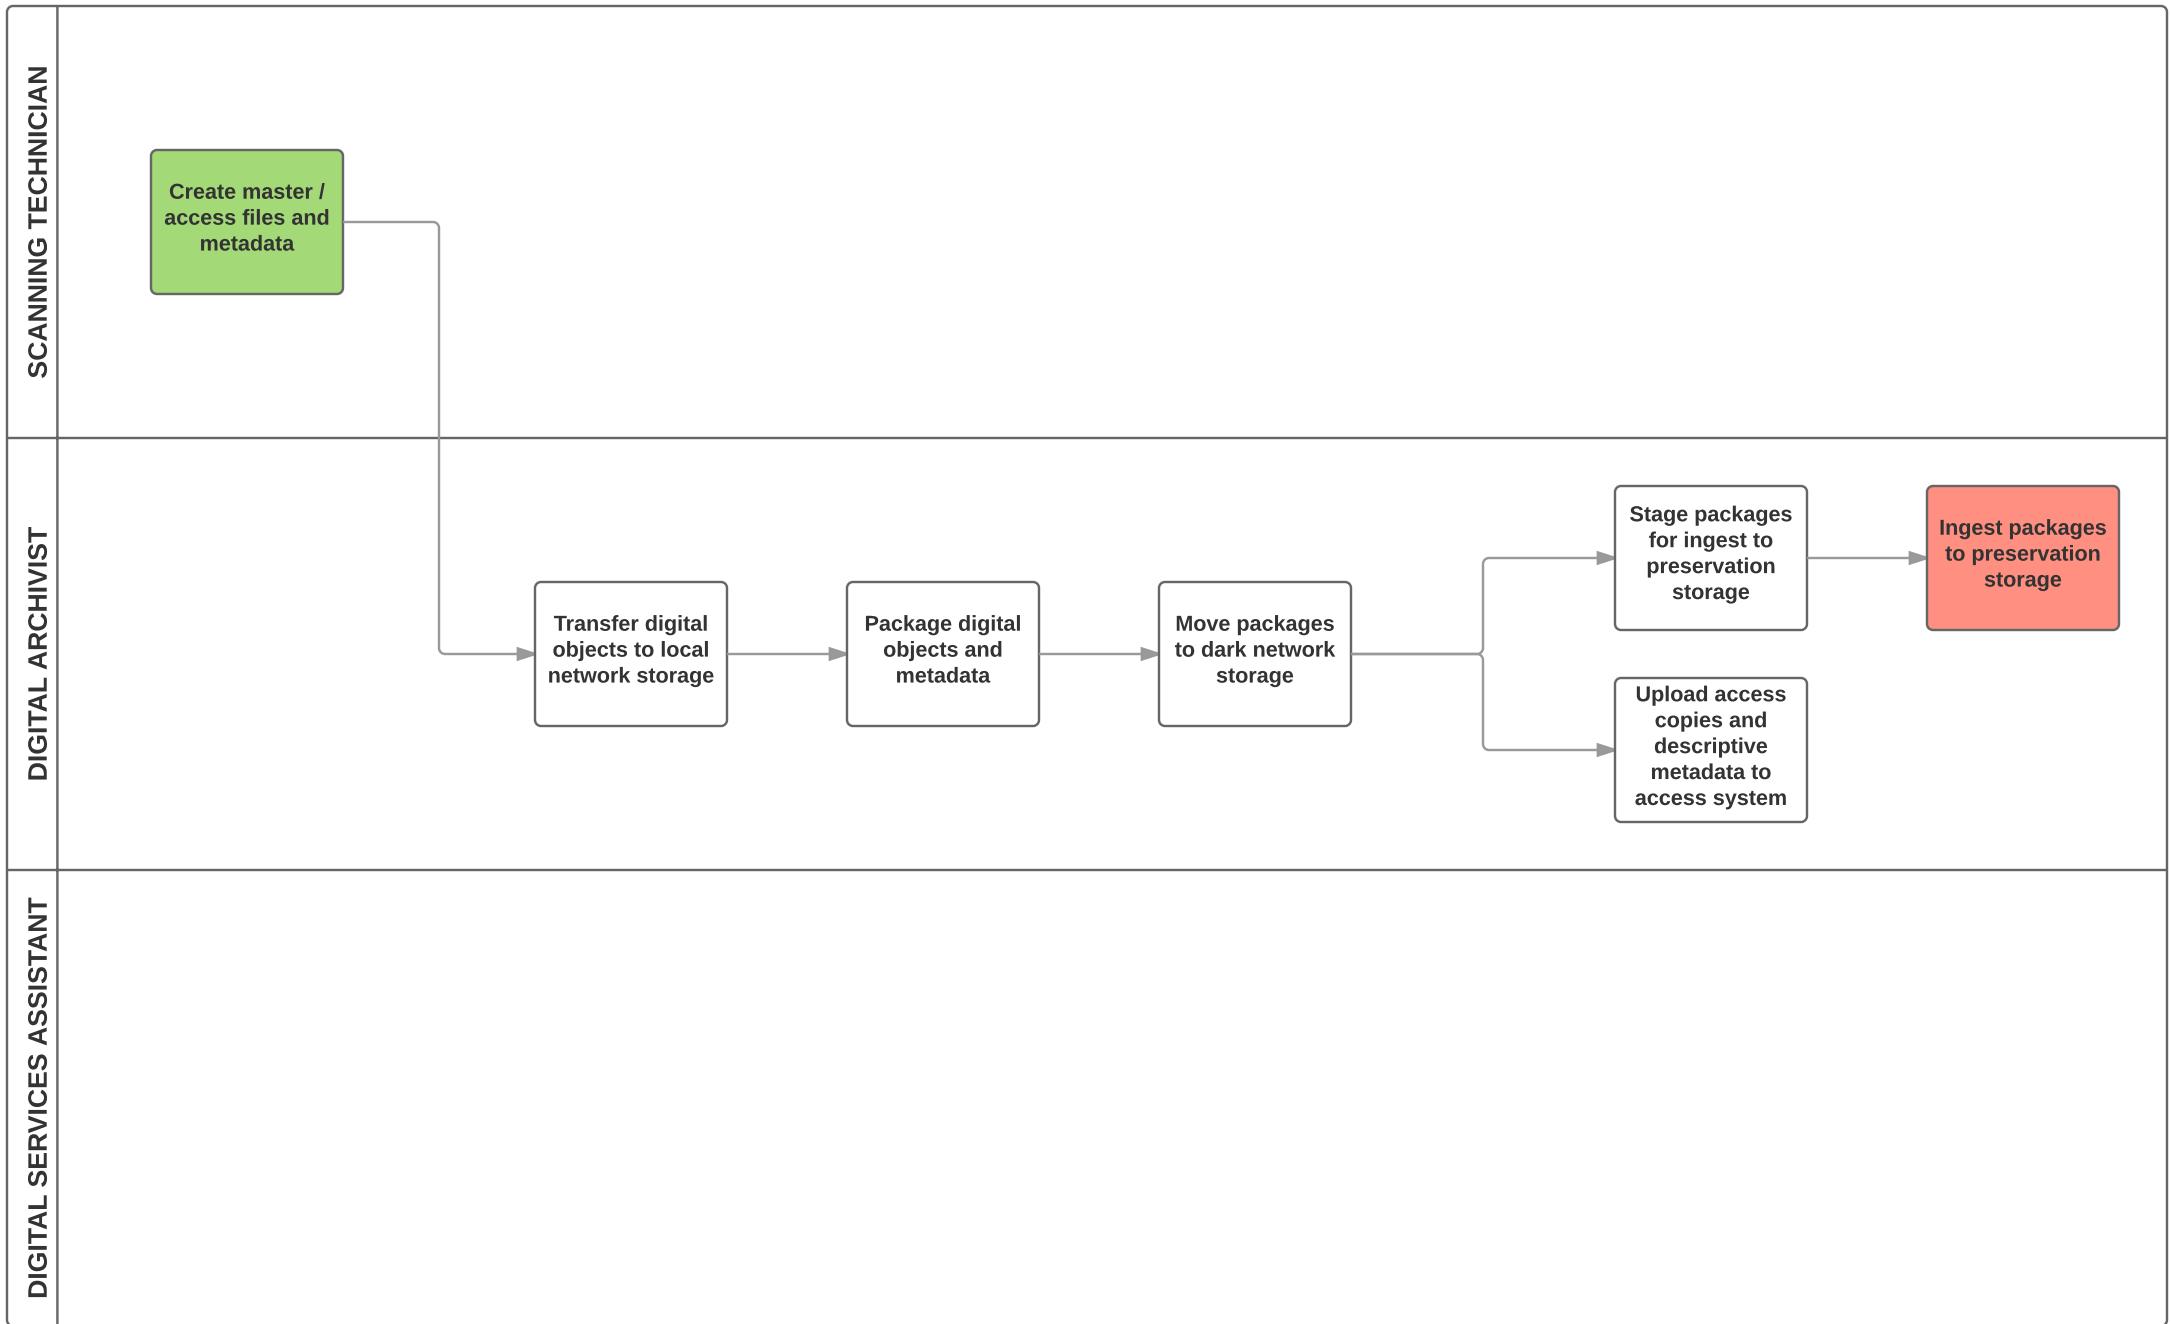 SCANNING TECHNICIAN
Create master /
access files and
metadata
DIGITAL ARCHIVIST
Transfer digital
objects to local
network storage
Package digital
objects and
metadata
Move packages
to dark network
storage
Stage packages
for ingest to
preservation
storage
Ingest packages
to preservation
storage
Upload access
copies and
descriptive
metadata to
access system
DIGITAL SERVICES ASSISTANT